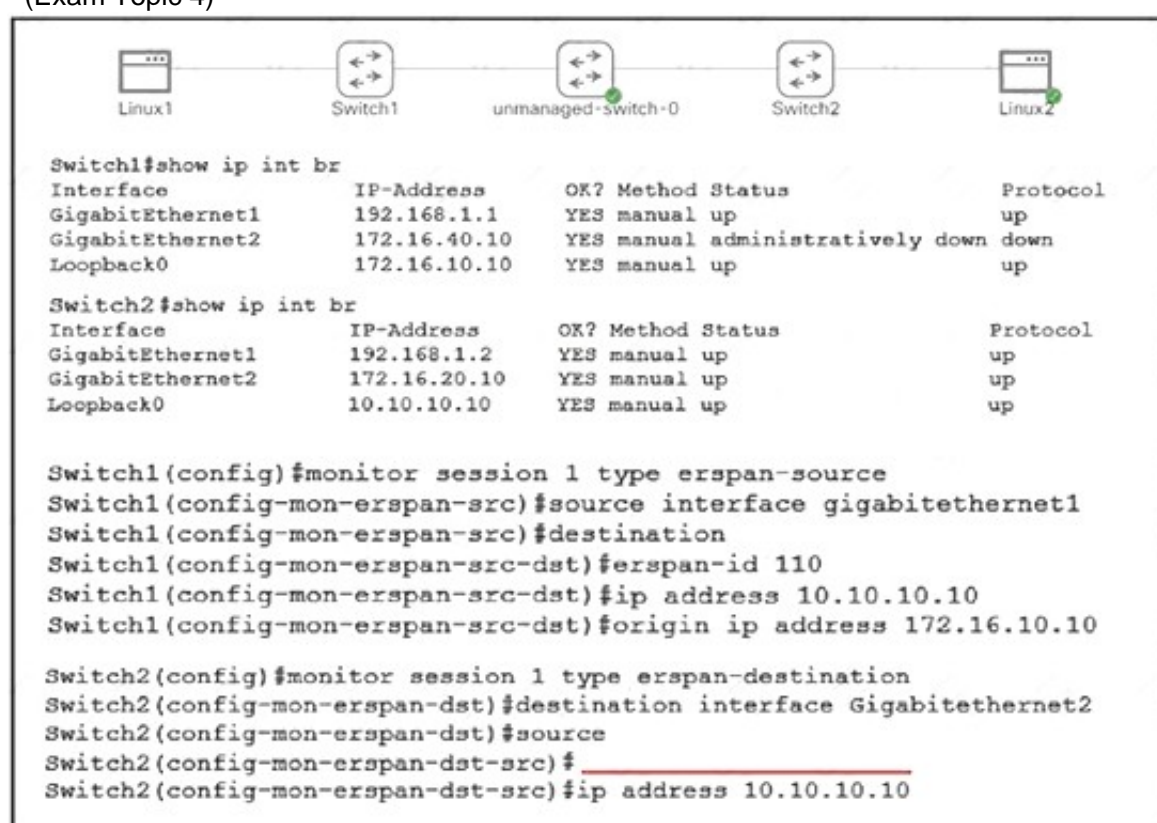 (Exam Topic 4)
Linux1 Switch1 unmanaged-switch-0 Switch2 Linux2
Switch1#show ip int br
Interface IP-Address OK? Method Status Protocol
GigabitEthernet1 192.168.1.1 YES manual up up
GigabitEthernet2 172.16.40.10 YES manual administratively down down
Loopback0 172.16.10.10 YES manual up up
Switch2#show ip int br
Interface IP-Address OK? Method Status Protocol
GigabitEthernet1 192.168.1.2 YES manual up up
GigabitEthernet2 172.16.20.10 YES manual up up
Loopback0 10.10.10.10 YES manual up up
Switch1(config)#monitor session 1 type erspan-source
Switch1(config-mon-erspan-src)#source interface gigabitethernet1
Switch1(config-mon-erspan-src)#destination
Switch1(config-mon-erspan-src-dst)#erspan-id 110
Switch1(config-mon-erspan-src-dst)#ip address 10.10.10.10
Switch1(config-mon-erspan-src-dst)#origin ip address 172.16.10.10
Switch2(config)#monitor session 1 type erspan-destination
Switch2(config-mon-erspan-dst)#destination interface Gigabitethernet2
Switch2(config-mon-erspan-dst)#source
Switch2(config-mon-erspan-dst-src)#
Switch2(config-mon-erspan-dst-src)#ip address 10.10.10.10